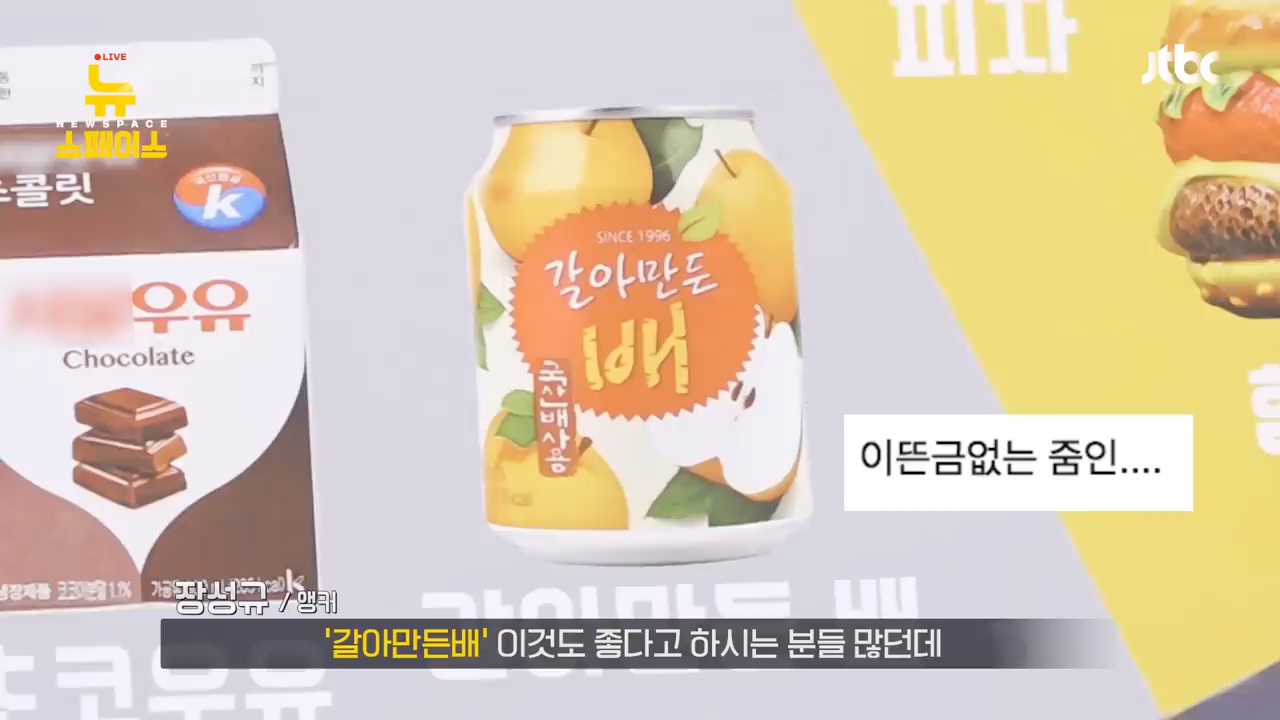 LIVE
뉴
NEWSPACE
스페이스
jtbc
피자
초콜릿
k
우유
Chocolate
SINCE 1996
갈아만든
배
국산배사용
이뜬금없는 줌인....
장성규 / 앵커
갈아만든 배
'갈아만든배' 이것도 좋다고 하시는 분들 많던데
초코우유